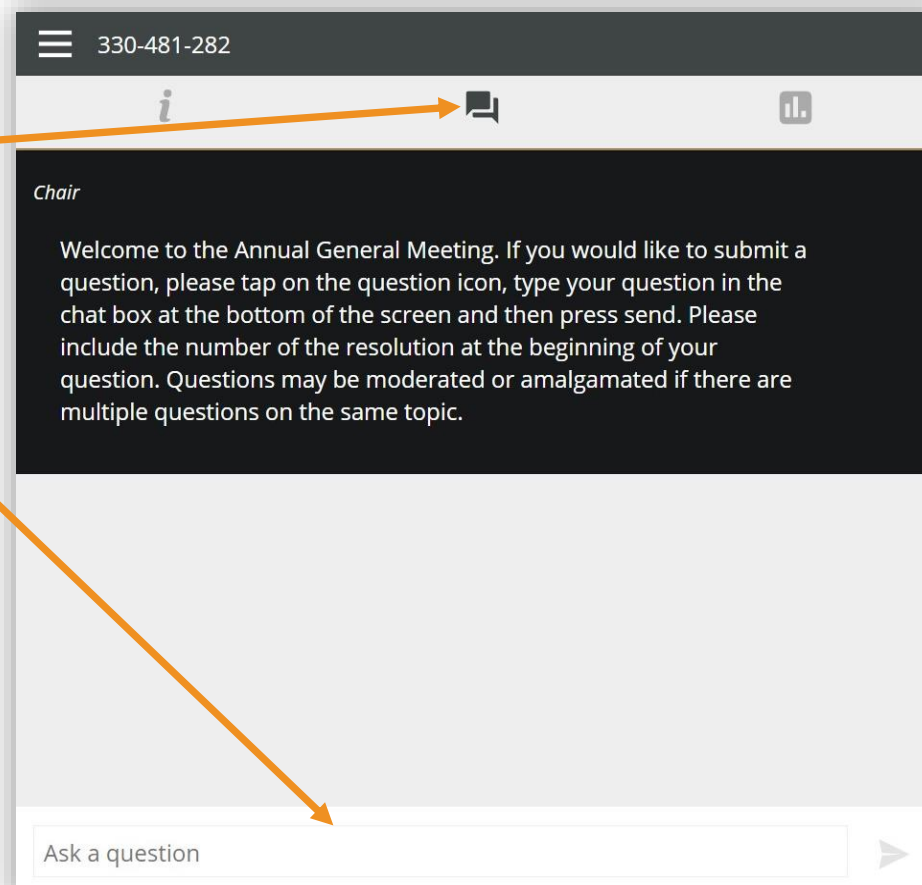 330-481-282
Chair
Welcome to the Annual General Meeting. If you would like to submit a
question, please tap on the question icon, type your question in the
chat box at the bottom of the screen and then press send. Please
include the number of the resolution at the beginning of your
question. Questions may be moderated or amalgamated if there are
multiple questions on the same topic.
Ask a question